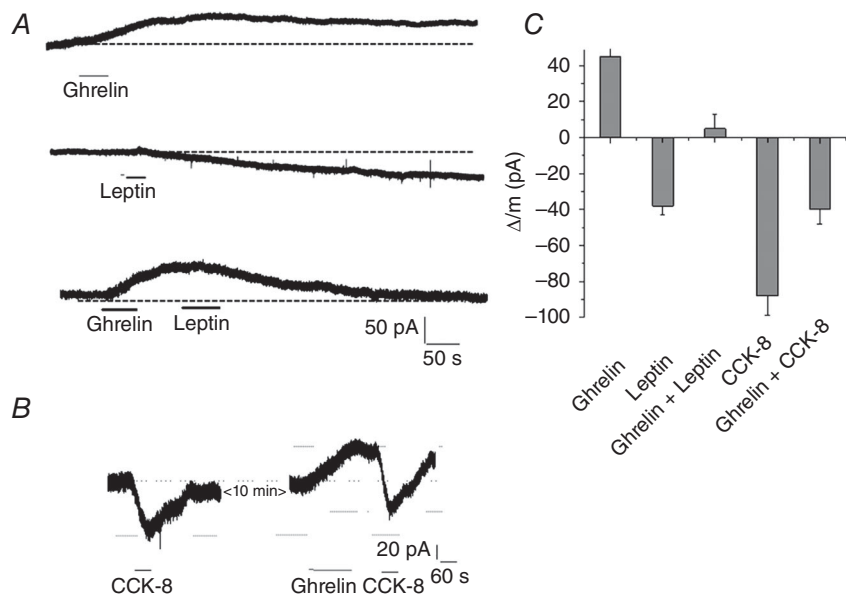 A
Ghrelin
Leptin
Ghrelin Leptin
50 pA
50 s
B
<10 min>
20 pA
60 s
CCK-8 Ghrelin CCK-8
C
40
20
0
−20
−40
−60
−80
−100
Δ/m (pA)
Ghrelin
Leptin
Ghrelin + Leptin
CCK-8
Ghrelin + CCK-8